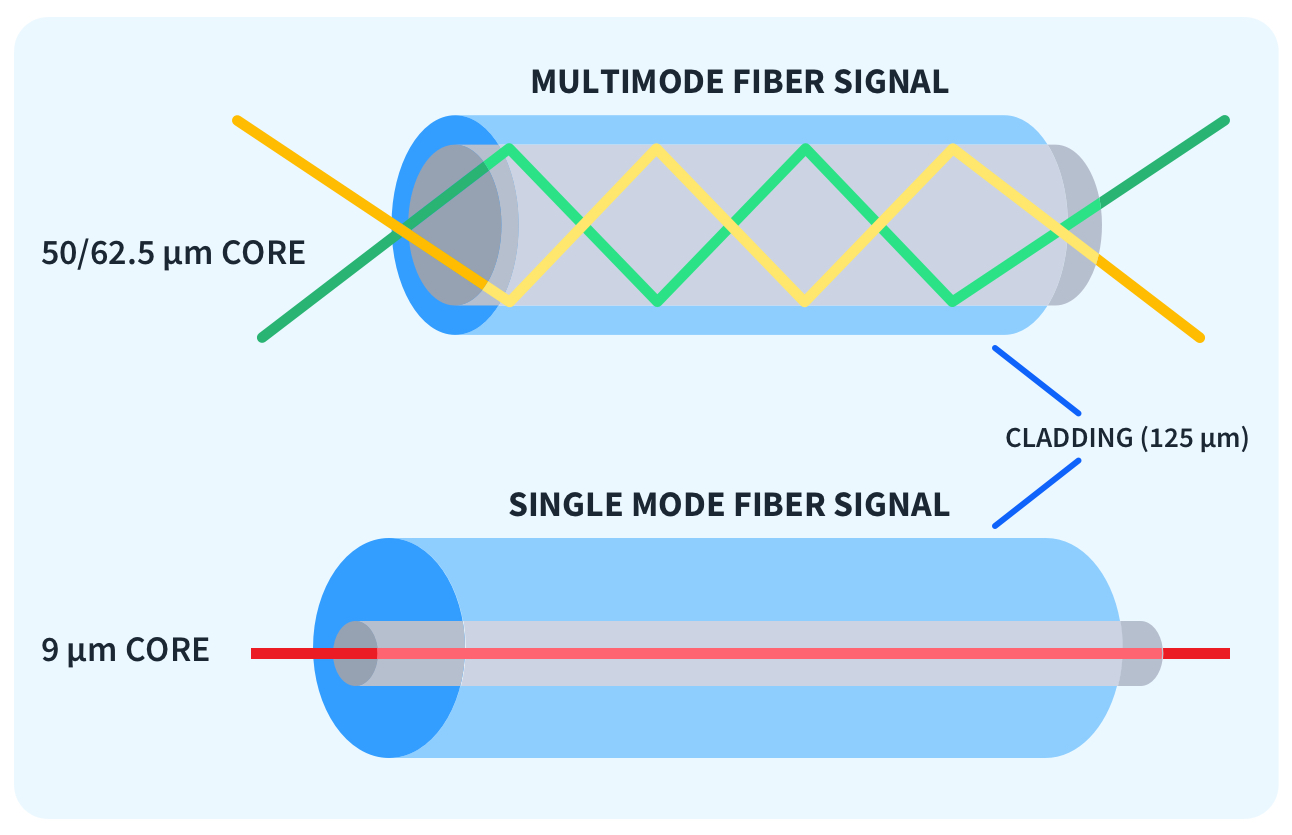 MULTIMODE FIBER SIGNAL
50/62.5 µm CORE
CLADDING (125 µm)
SINGLE MODE FIBER SIGNAL
9 µm CORE